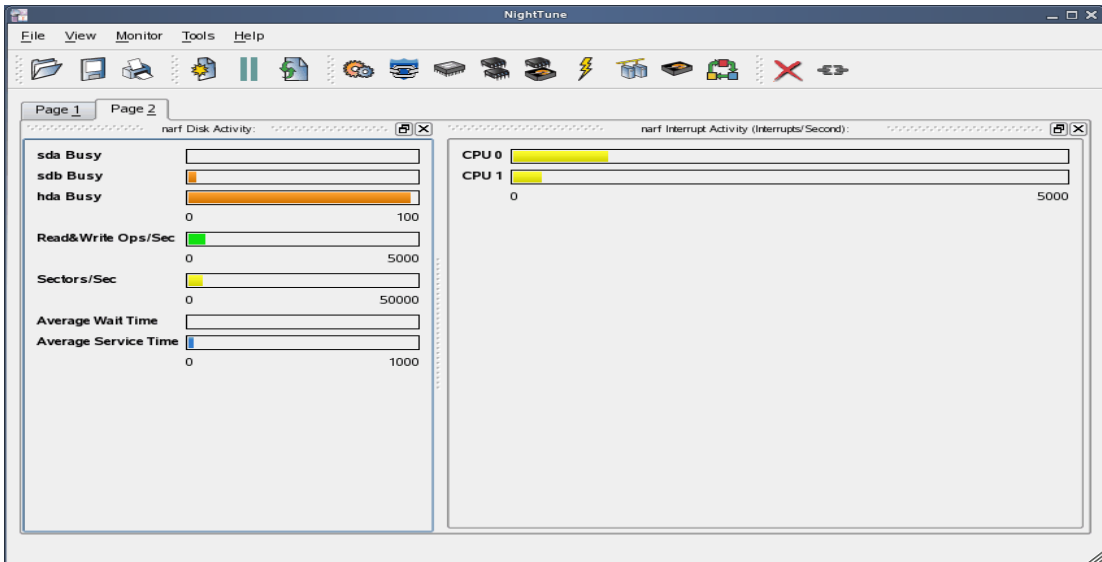 NightTune
File View Monitor Tools Help
Page 1 Page 2
narf Disk Activity:
sda Busy
sdb Busy
hda Busy
0 100
Read&Write Ops/Sec
0 5000
Sectors/Sec
0 50000
Average Wait Time
Average Service Time
0 1000
narf Interrupt Activity (Interrupts/Second):
CPU 0
CPU 1
0 5000